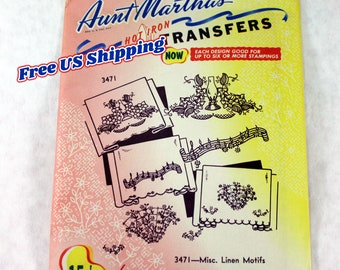 Aunt Martha's
HOT IRON
TRANSFERS
Free US Shipping
NOW
EACH DESIGN GOOD FOR
UP TO SIX OR MORE STAMPINGS
3471
3471—Misc. Linen Motifs
15¢